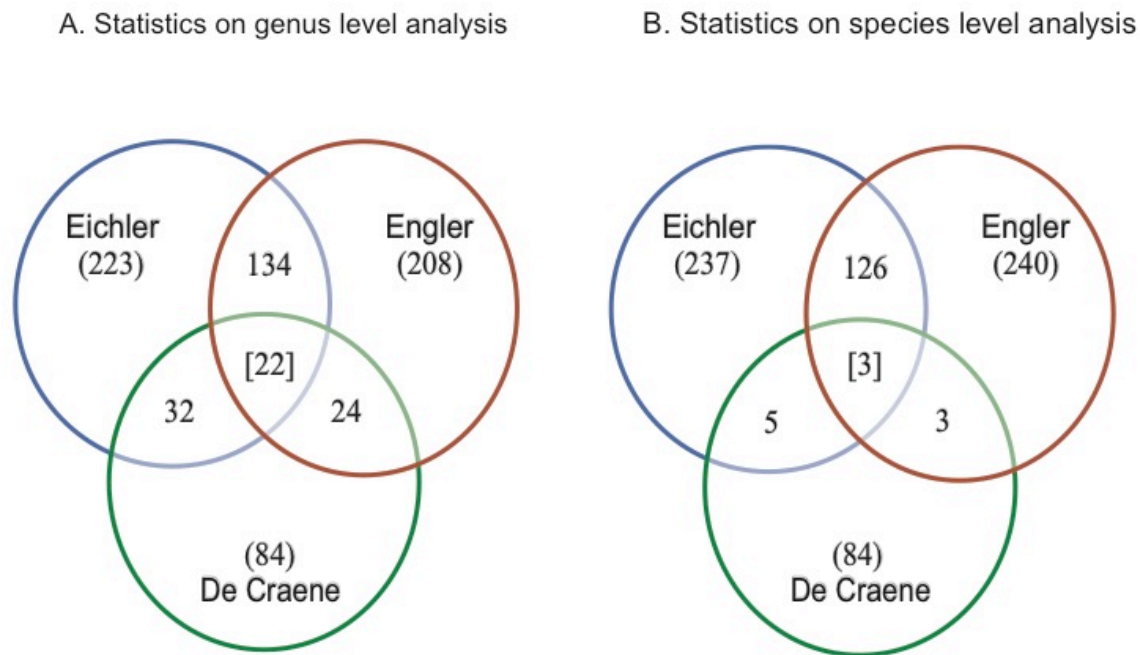 A. Statistics on genus level analysis
Eichler
(223)
134
Engler
(208)
[22]
32
24
(84)
De Craene
B. Statistics on species level analysis
Eichler
(237)
126
Engler
(240)
[3]
5
3
(84)
De Craene